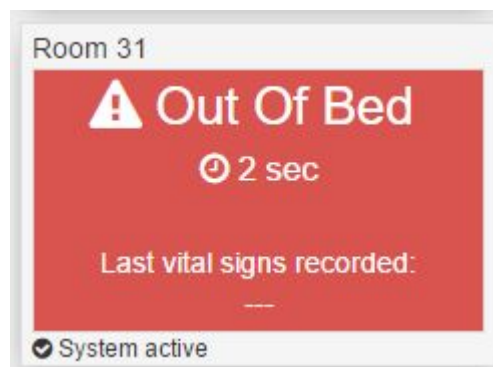 Room 31
Out Of Bed
2 sec
Last vital signs recorded:
---
System active